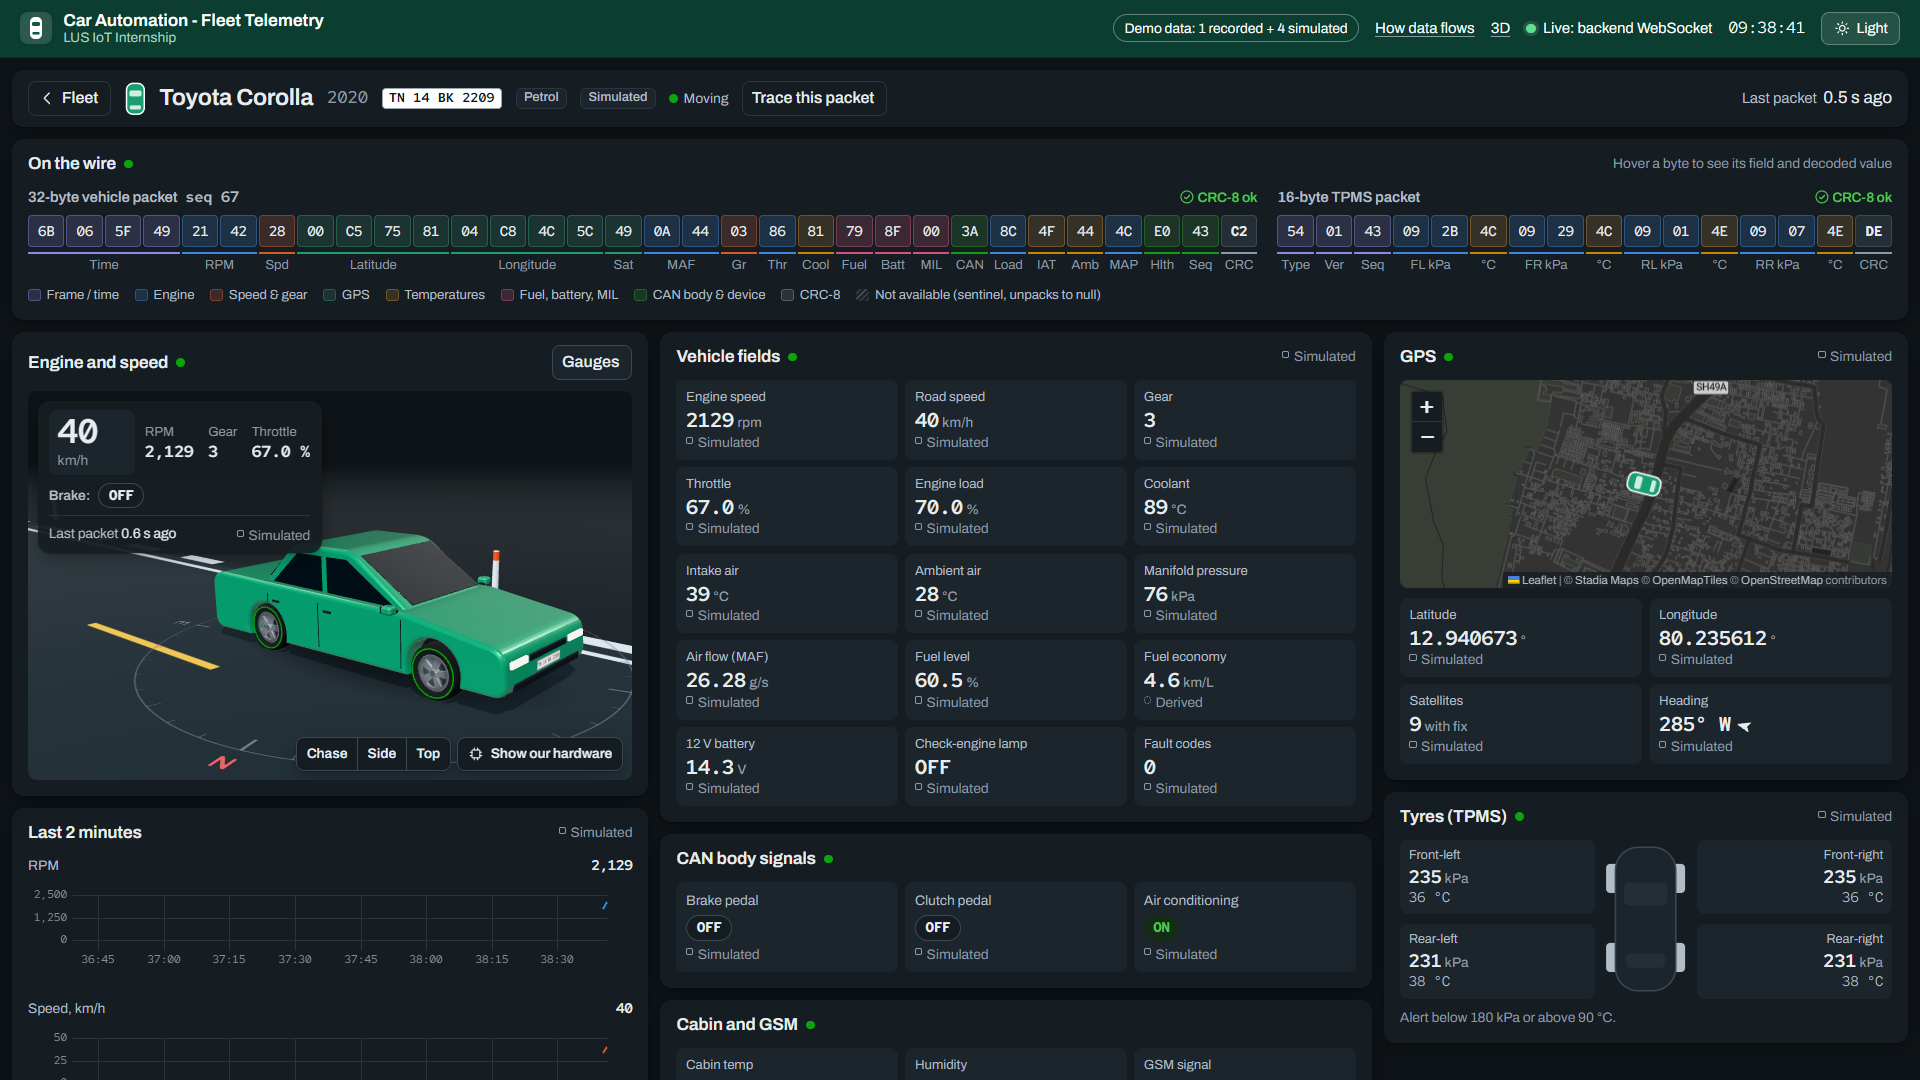 Car Automation - Fleet Telemetry
LUS IoT Internship
Demo data: 1 recorded + 4 simulated
How data flows
3D
Live: backend WebSocket
09:38:41
Light
Fleet
Toyota Corolla 2020
TN 14 BK 2209
Petrol
Simulated
Moving
Trace this packet
Last packet 0.5 s ago
On the wire
Hover a byte to see its field and decoded value
32-byte vehicle packet seq 67
CRC-8 ok
6B 06 5F 49 21 42 28 00 C5 75 81 04 C8 4C 5C 49 0A 44 03 86 81 79 8F 00 3A 8C 4F 44 4C E0 43 C2
Time RPM Spd Latitude Longitude Sat MAF Gr Thr Cool Fuel Batt MIL CAN Load IAT Amb MAP Hlth Seq CRC
16-byte TPMS packet
CRC-8 ok
54 01 43 09 2B 4C 09 29 4C 09 01 4E 09 07 4E DE
Type Ver Seq FL kPa °C FR kPa °C RL kPa °C RR kPa °C CRC
Frame / time Engine Speed & gear GPS Temperatures Fuel, battery, MIL CAN body & device CRC-8 Not available (sentinel, unpacks to null)
Engine and speed
Gauges
40
km/h
RPM Gear Throttle
2,129 3 67.0 %
Brake: OFF
Last packet 0.6 s ago
Simulated
N
Chase Side Top
Show our hardware
Last 2 minutes
Simulated
RPM
2,129
2,500
1,250
0
36:45 37:00 37:15 37:30 37:45 38:00 38:15 38:30
Speed, km/h
40
50
25
Vehicle fields
Simulated
Engine speed
2129 rpm
Simulated
Road speed
40 km/h
Simulated
Gear
3
Simulated
Throttle
67.0 %
Simulated
Engine load
70.0 %
Simulated
Coolant
89 °C
Simulated
Intake air
39 °C
Simulated
Ambient air
28 °C
Simulated
Manifold pressure
76 kPa
Simulated
Air flow (MAF)
26.28 g/s
Simulated
Fuel level
60.5 %
Simulated
Fuel economy
4.6 km/L
Derived
12 V battery
14.3 V
Simulated
Check-engine lamp
OFF
Simulated
Fault codes
0
Simulated
CAN body signals
Brake pedal
OFF
Simulated
Clutch pedal
OFF
Simulated
Air conditioning
ON
Simulated
Cabin and GSM
Cabin temp
Humidity
GSM signal
GPS
Simulated
+
−
SH49A
Leaflet | © Stadia Maps © OpenMapTiles © OpenStreetMap contributors
Latitude
12.940673 °
Simulated
Longitude
80.235612 °
Simulated
Satellites
9 with fix
Simulated
Heading
285° W
Simulated
Tyres (TPMS)
Simulated
Front-left
235 kPa
36 °C
Front-right
235 kPa
36 °C
Rear-left
231 kPa
38 °C
Rear-right
231 kPa
38 °C
Alert below 180 kPa or above 90 °C.